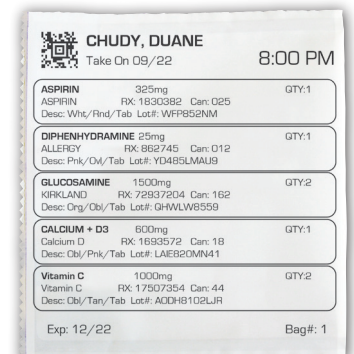 CHUDY, DUANE
Take On 09/22 8:00 PM
ASPIRIN 325mg QTY:1
ASPIRIN RX: 1830382 Can: 025
Desc: Wht/Rnd/Tab Lot#: WFP852NM
DIPHENHYDRAMINE 25mg QTY:1
ALLERGY RX: 862745 Can: 012
Desc: Pnk/Ovl/Tab Lot#: YD485LMAU9
GLUCOSAMINE 1500mg QTY:2
KIRKLAND RX: 72937204 Can: 162
Desc: Org/Obl/Tab Lot#: GHWLW8559
CALCIUM + D3 600mg QTY:1
Calcium D RX: 1693572 Can: 18
Desc: Obl/Pnk/Tab Lot#: LAIE820MN41
Vitamin C 1000mg QTY:2
Vitamin C RX: 17507354 Can: 44
Desc: Obl/Tan/Tab Lot#: AODH8102LJR
Exp: 12/22 Bag#: 1